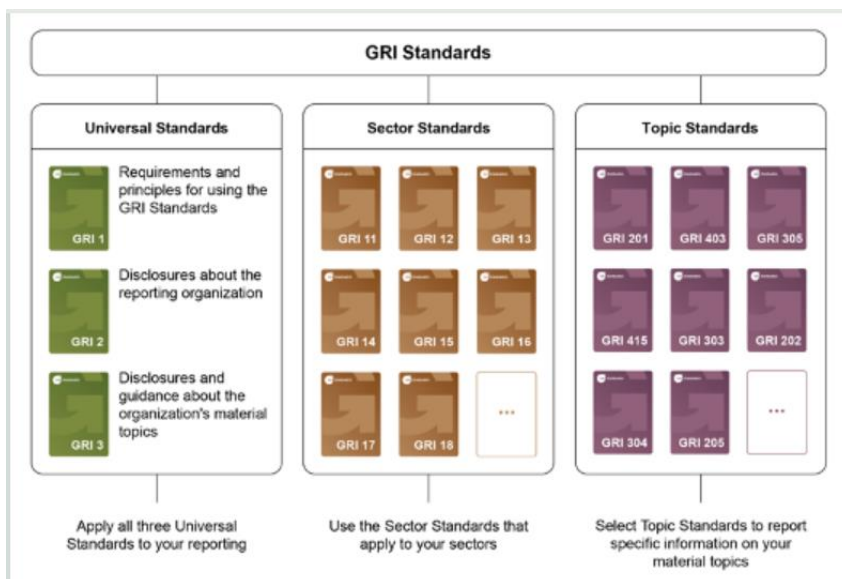 GRI Standards
Universal Standards
GRI 1
Requirements and
principles for using the
GRI Standards
GRI 2
Disclosures about the
reporting organization
GRI 3
Disclosures and
guidance about the
organization's material
topics
Apply all three Universal
Standards to your reporting
Sector Standards
GRI 11 GRI 12 GRI 13
GRI 14 GRI 15 GRI 16
GRI 17 GRI 18 ...
Use the Sector Standards that
apply to your sectors
Topic Standards
GRI 201 GRI 403 GRI 305
GRI 415 GRI 303 GRI 202
GRI 304 GRI 205 ...
Select Topic Standards to report
specific information on your
material topics